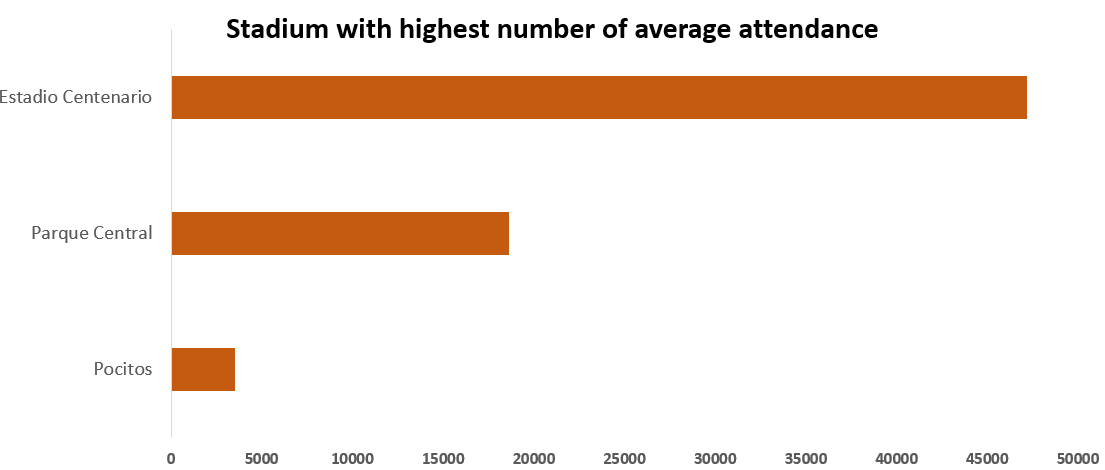 Stadium with highest number of average attendance
Estadio Centenario
Parque Central
Pocitos
0 5000 10000 15000 20000 25000 30000 35000 40000 45000 50000